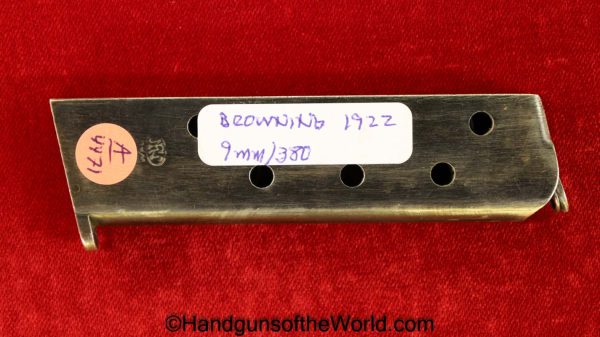 BROWNING 1922
9mm/380
A
4471
©HandgunsoftheWorld.com